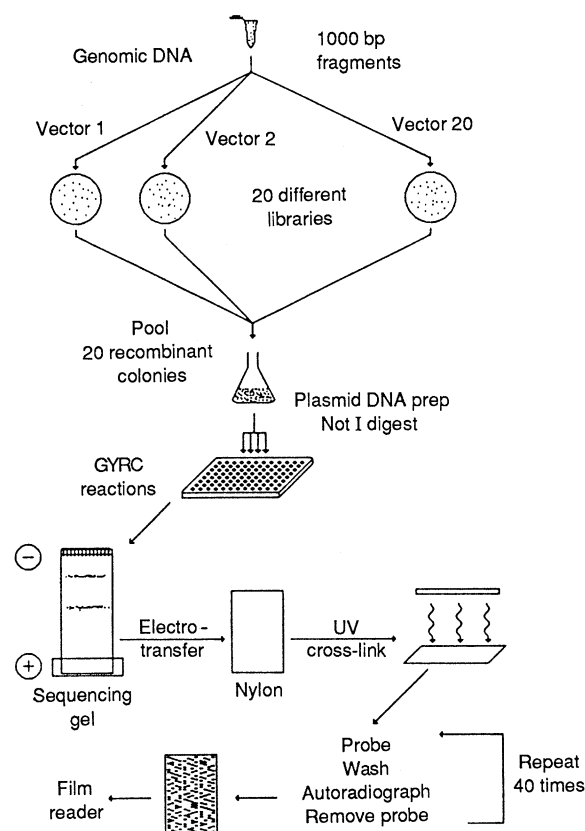 Genomic DNA
1000 bp
fragments
Vector 1
Vector 2
Vector 20
20 different
libraries
Pool
20 recombinant
colonies
Plasmid DNA prep
Not I digest
GYRC
reactions
−
+
Sequencing
gel
Electro-
transfer
Nylon
UV
cross-link
Probe
Wash
Autoradiograph
Remove probe
Repeat
40 times
Film
reader